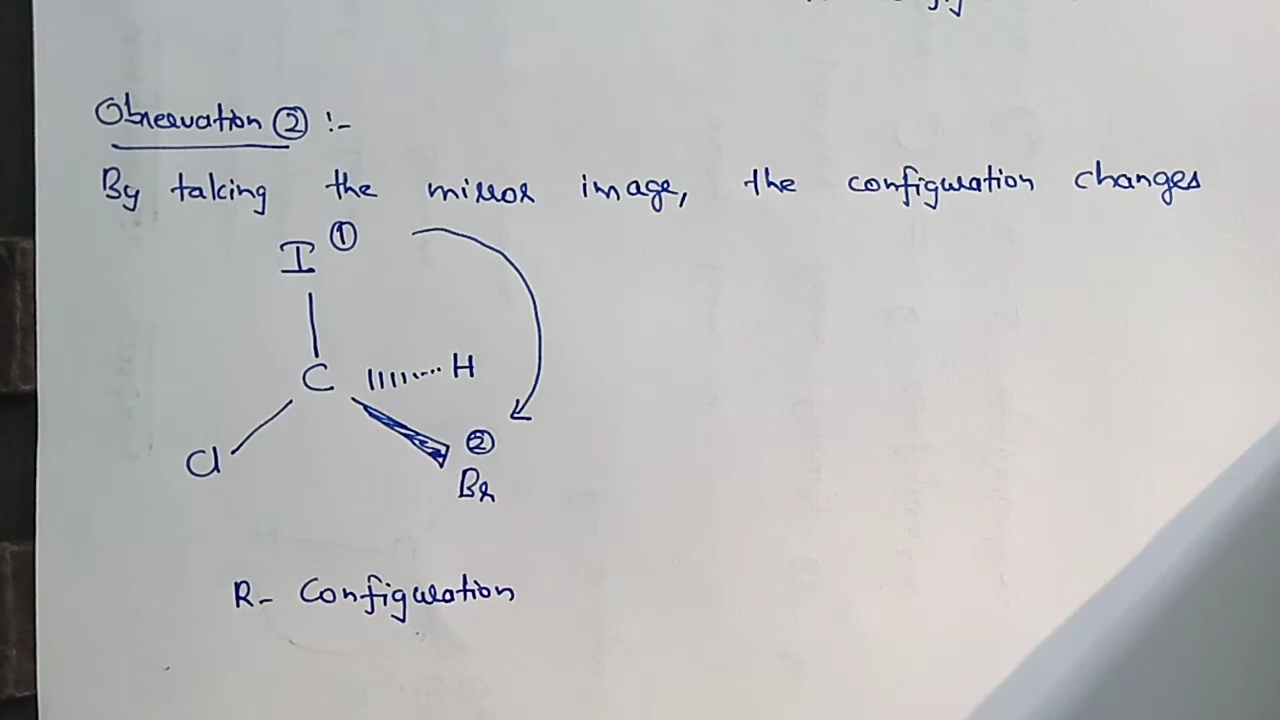 Observation ② :-
By taking the mirror image, the configuration changes
I ①
C H
Cl
②
Br
R- Configuration